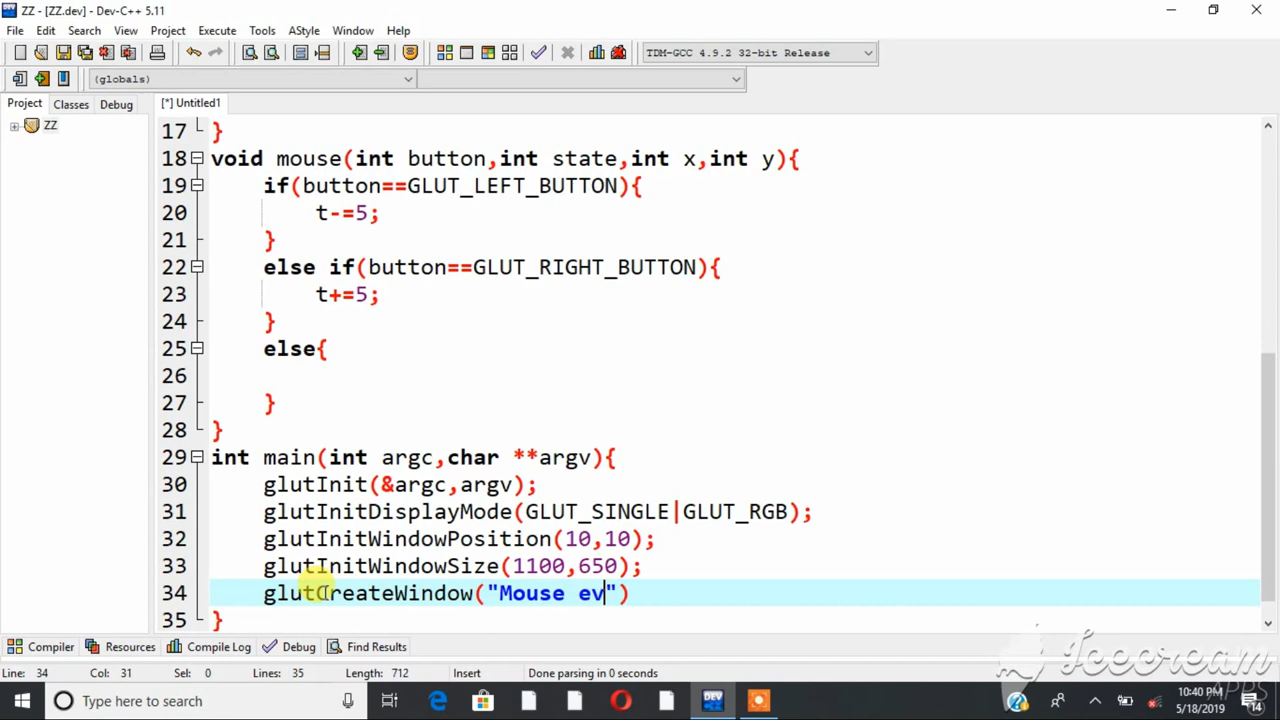 ZZ - [ZZ.dev] - Dev-C++ 5.11
File Edit Search View Project Execute Tools AStyle Window Help
TDM-GCC 4.9.2 32-bit Release
(globals)
Project Classes Debug [*] Untitled1
ZZ
17 }
18 void mouse(int button,int state,int x,int y){
19 if(button==GLUT_LEFT_BUTTON){
20 t-=5;
21 }
22 else if(button==GLUT_RIGHT_BUTTON){
23 t+=5;
24 }
25 else{
26
27 }
28 }
29 int main(int argc,char **argv){
30 glutInit(&argc,argv);
31 glutInitDisplayMode(GLUT_SINGLE|GLUT_RGB);
32 glutInitWindowPosition(10,10);
33 glutInitWindowSize(1100,650);
34 glutCreateWindow("Mouse ev")
35 }
Compiler Resources Compile Log Debug Find Results
Line: 34 Col: 31 Sel: 0 Lines: 35 Length: 712 Insert Done parsing in 0 seconds
Icecream
APPS
Type here to search
DEV
10:40 PM
5/18/2019
14